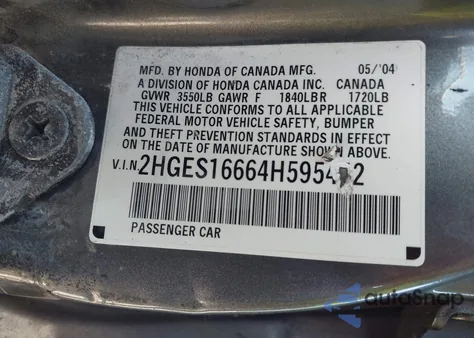 MFD. BY HONDA OF CANADA MFG. 05/'04
A DIVISION OF HONDA CANADA INC. CANADA
GVWR 3550LB GAWR F 1840LBR 1720LB
THIS VEHICLE CONFORMS TO ALL APPLICABLE
FEDERAL MOTOR VEHICLE SAFETY, BUMPER
AND THEFT PREVENTION STANDARDS IN EFFECT
ON THE DATE OF MANUFACTURE SHOWN ABOVE.
V.I.N.
PASSENGER CAR
autoSnap